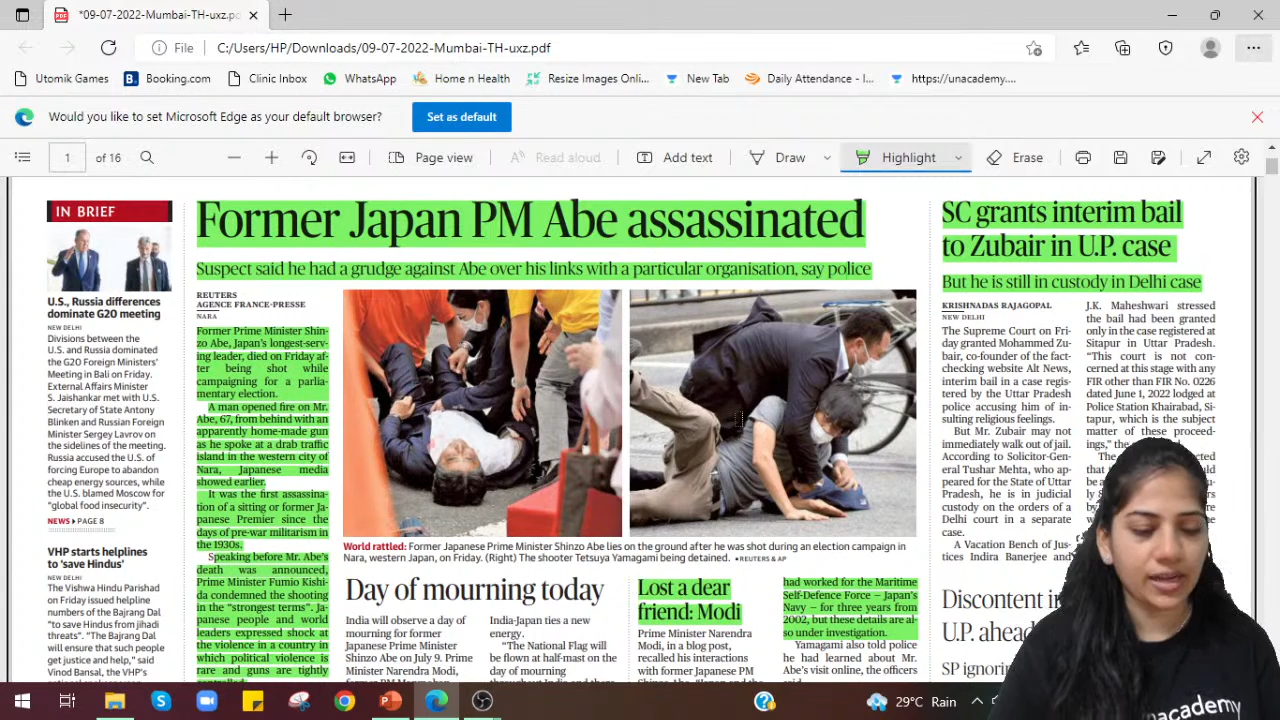 *09-07-2022-Mumbai-TH-uxz.pdf
File
C:/Users/HP/Downloads/09-07-2022-Mumbai-TH-uxz.pdf
Utomik Games
Booking.com
Clinic Inbox
WhatsApp
Home n Health
Resize Images Onli...
New Tab
Daily Attendance - I...
https://unacademy....
Would you like to set Microsoft Edge as your default browser?
Set as default
1
of 16
Page view
Read aloud
Add text
Draw
Highlight
Erase
IN BRIEF
U.S., Russia differences
dominate G20 meeting
NEW DELHI
Divisions between the
U.S. and Russia dominated
the G20 Foreign Ministers'
Meeting in Bali on Friday.
External Affairs Minister
S. Jaishankar met with U.S.
Secretary of State Antony
Blinken and Russian Foreign
Minister Sergey Lavrov on
the sidelines of the meeting.
Russia accused the U.S. of
forcing Europe to abandon
cheap energy sources, while
the U.S. blamed Moscow for
"global food insecurity".
NEWS PAGE 8
VHP starts helplines
to 'save Hindus'
NEW DELHI
The Vishwa Hindu Parishad
on Friday issued helpline
numbers of the Bajrang Dal
"to save Hindus from jihadi
threats". "The Bajrang Dal
will ensure that such people
get justice and help," said
Vinod Bansal, the VHP's
Former Japan PM Abe assassinated
Suspect said he had a grudge against Abe over his links with a particular organisation, say police
REUTERS
AGENCE FRANCE-PRESSE
NARA
Former Prime Minister Shin-
zo Abe, Japan's longest-serv-
ing leader, died on Friday af-
ter being shot while
campaigning for a parlia-
mentary election.
A man opened fire on Mr.
Abe, 67, from behind with an
apparently home-made gun
as he spoke at a drab traffic
island in the western city of
Nara, Japanese media
showed earlier.
It was the first assassina-
tion of a sitting or former Ja-
panese Premier since the
days of pre-war militarism in
the 1930s.
Speaking before Mr. Abe's
death was announced,
Prime Minister Fumio Kishi-
da condemned the shooting
in the "strongest terms". Ja-
panese people and world
leaders expressed shock at
the violence in a country in
which political violence is
rare and guns are tightly
controlled.
World rattled: Former Japanese Prime Minister Shinzo Abe lies on the ground after he was shot during an election campaign in
Nara, western Japan, on Friday. (Right) The shooter Tetsuya Yamagami being detained. •REUTERS & AP
Day of mourning today
India will observe a day of
mourning for former
Japanese Prime Minister
Shinzo Abe on July 9. Prime
Minister Narendra Modi,
India-Japan ties a new
energy.
"The National Flag will
be flown at half-mast on the
day of mourning
Lost a dear
friend: Modi
Prime Minister Narendra
Modi, in a blog post,
recalled his interactions
with former Japanese PM
had worked for the Maritime
Self-Defence Force – Japan's
Navy – for three years from
2002, but these details are al-
so under investigation.
Yamagami also told police
he had learned about Mr.
Abe's visit online, the officers
SC grants interim bail
to Zubair in U.P. case
But he is still in custody in Delhi case
KRISHNADAS RAJAGOPAL
NEW DELHI
The Supreme Court on Fri-
day granted Mohammed Zu-
bair, co-founder of the fact-
checking website Alt News,
interim bail in a case regis-
tered by the Uttar Pradesh
police accusing him of in-
sulting religious feelings.
But Mr. Zubair may not
immediately walk out of jail.
According to Solicitor-Gen-
eral Tushar Mehta, who ap-
peared for the State of Uttar
Pradesh, he is in judicial
custody on the orders of a
Delhi court in a separate
case.
A Vacation Bench of Jus-
tices Indira Banerjee and
J.K. Maheshwari stressed
the bail had been granted
only in the case registered at
Sitapur in Uttar Pradesh.
"This court is not con-
cerned at this stage with any
FIR other than FIR No. 0226
dated June 1, 2022 lodged at
Police Station Khairabad, Si-
tapur, which is the subject
matter of these proceed-
ings," the
Discontent
U.P. ahead
SP
29°C Rain